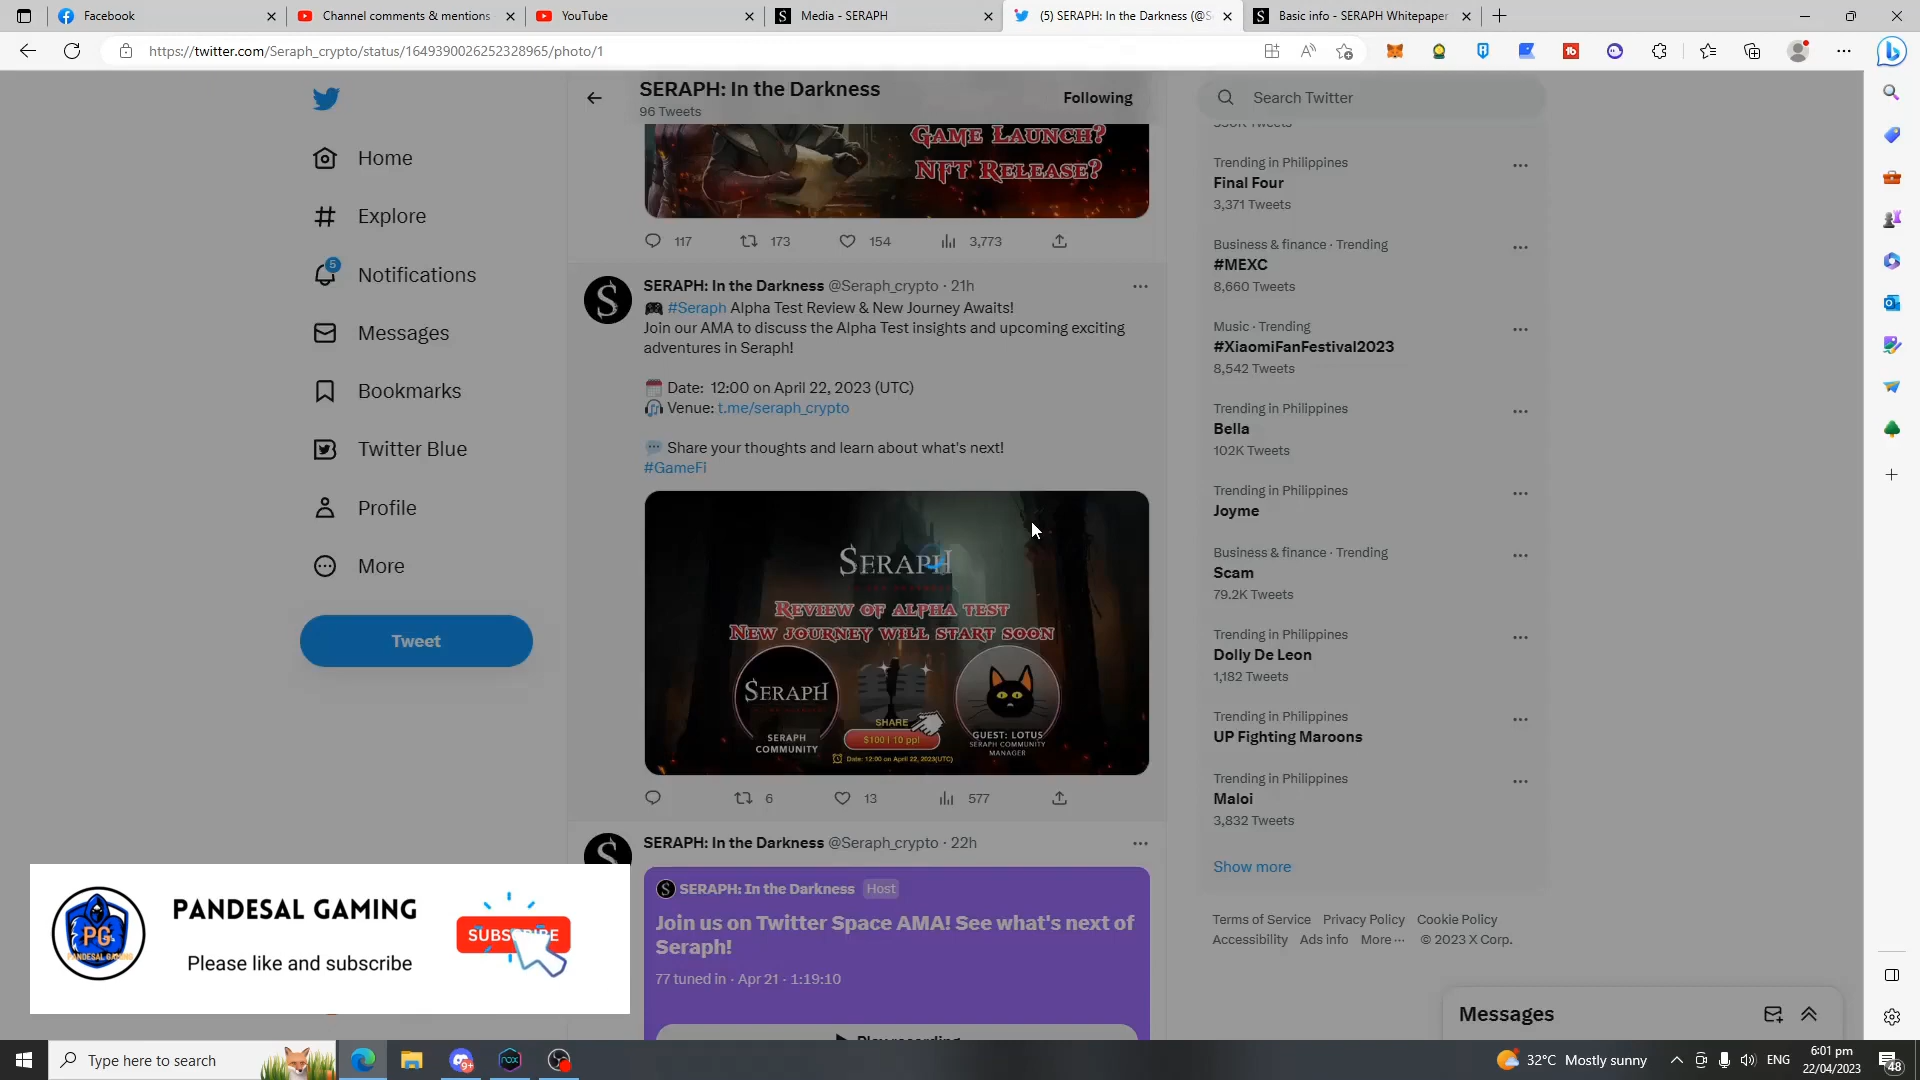 Facebook
Channel comments & mentions
YouTube
Media - SERAPH
(5) SERAPH: In the Darkness (@S
Basic info - SERAPH Whitepaper
https://twitter.com/Seraph_crypto/status/1649390026252328965/photo/1
Home
Explore
5
Notifications
Messages
Bookmarks
Twitter Blue
Profile
More
Tweet
SERAPH: In the Darkness
96 Tweets
Following
GAME LAUNCH?
NFT RELEASE?
117 173 154 3,773
SERAPH: In the Darkness @Seraph_crypto · 21h
#Seraph Alpha Test Review & New Journey Awaits!
Join our AMA to discuss the Alpha Test insights and upcoming exciting
adventures in Seraph!
Date: 12:00 on April 22, 2023 (UTC)
Venue: t.me/seraph_crypto
Share your thoughts and learn about what's next!
#GameFi
SERAPH
REVIEW OF ALPHA TEST
NEW JOURNEY WILL START SOON
SERAPH
SERAPH
COMMUNITY
SHARE
$100 | 10 pp!
GUEST: LOTUS
SERAPH COMMUNITY
MANAGER
Date: 12:00 on April 22, 2023(UTC)
6 13 577
SERAPH: In the Darkness @Seraph_crypto · 22h
SERAPH: In the Darkness Host
Join us on Twitter Space AMA! See what's next of
Seraph!
77 tuned in · Apr 21 · 1:19:10
Search Twitter
Trending in Philippines
Final Four
3,371 Tweets
Business & finance · Trending
#MEXC
8,660 Tweets
Music · Trending
#XiaomiFanFestival2023
8,542 Tweets
Trending in Philippines
Bella
102K Tweets
Trending in Philippines
Joyme
Business & finance · Trending
Scam
79.2K Tweets
Trending in Philippines
Dolly De Leon
1,182 Tweets
Trending in Philippines
UP Fighting Maroons
Trending in Philippines
Maloi
3,832 Tweets
Show more
Terms of Service Privacy Policy Cookie Policy
Accessibility Ads info More ··· © 2023 X Corp.
Messages
PG
PANDESAL GAMING
PANDESAL GAMING
Please like and subscribe
SUBSCRIBE
Type here to search
9+
32°C Mostly sunny
ENG
6:01 pm
22/04/2023
48